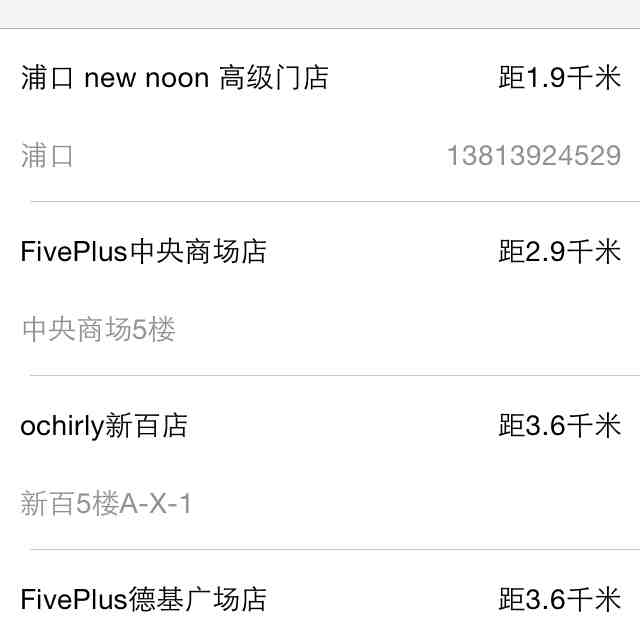 浦口 new noon 高级门店 距1.9千米
浦口 13813924529
FivePlus中央商场店 距2.9千米
中央商场5楼
ochirly新百店 距3.6千米
新百5楼A-X-1
FivePlus德基广场店 距3.6千米